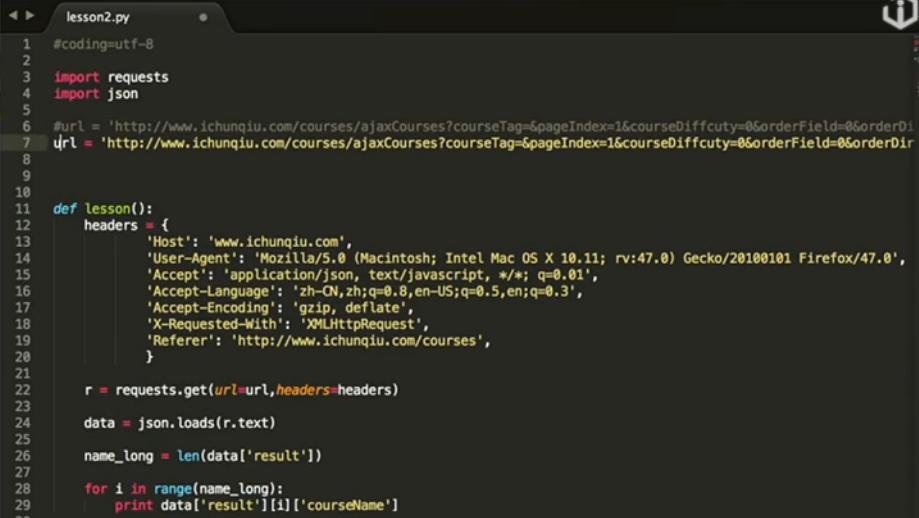 lesson2.py
1 #coding=utf-8
2
3 import requests
4 import json
5
6 #url = 'http://www.ichunqiu.com/courses/ajaxCourses?courseTag=&pageIndex=1&courseDiffcuty=0&orderField=0&orderDi
7 url = 'http://www.ichunqiu.com/courses/ajaxCourses?courseTag=&pageIndex=1&courseDiffcuty=0&orderField=0&orderDir
8
9
10
11 def lesson():
12 headers = {
13 'Host': 'www.ichunqiu.com',
14 'User-Agent': 'Mozilla/5.0 (Macintosh; Intel Mac OS X 10.11; rv:47.0) Gecko/20100101 Firefox/47.0',
15 'Accept': 'application/json, text/javascript, */*; q=0.01',
16 'Accept-Language': 'zh-CN,zh;q=0.8,en-US;q=0.5,en;q=0.3',
17 'Accept-Encoding': 'gzip, deflate',
18 'X-Requested-With': 'XMLHttpRequest',
19 'Referer': 'http://www.ichunqiu.com/courses',
20 }
21
22 r = requests.get(url=url,headers=headers)
23
24 data = json.loads(r.text)
25
26 name_long = len(data['result'])
27
28 for i in range(name_long):
29 print data['result'][i]['courseName']